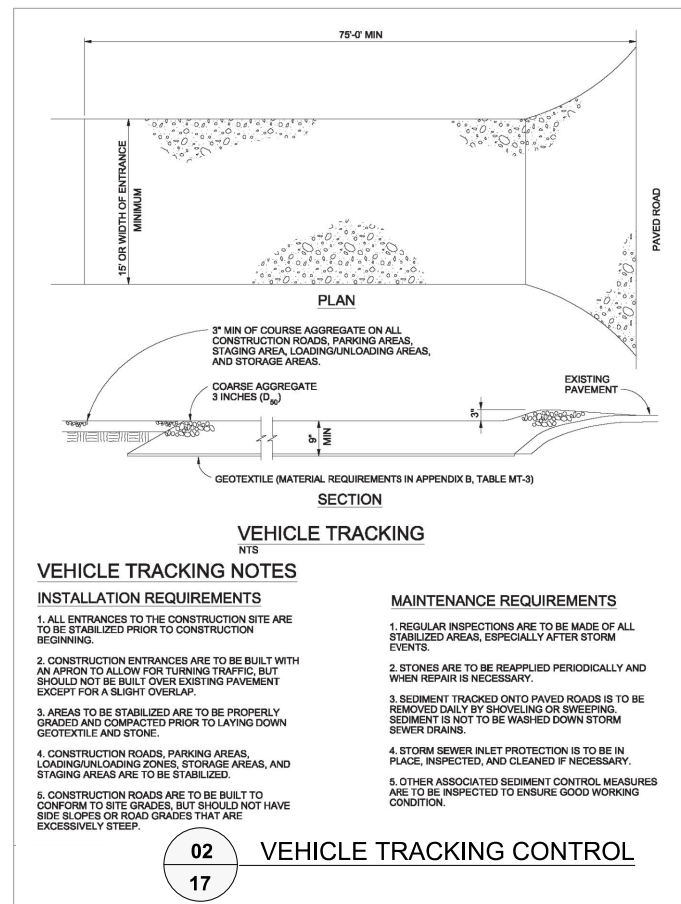 75'-0' MIN
15' OR WIDTH OF ENTRANCE
MINIMUM
PAVED ROAD
PLAN
3" MIN OF COURSE AGGREGATE ON ALL
CONSTRUCTION ROADS, PARKING AREAS,
STAGING AREA, LOADING/UNLOADING AREAS,
AND STORAGE AREAS.
COARSE AGGREGATE
3 INCHES (D50)
EXISTING
PAVEMENT
3"
9"
MIN
GEOTEXTILE (MATERIAL REQUIREMENTS IN APPENDIX B, TABLE MT-3)
SECTION
VEHICLE TRACKING
NTS
VEHICLE TRACKING NOTES
INSTALLATION REQUIREMENTS
1. ALL ENTRANCES TO THE CONSTRUCTION SITE ARE
TO BE STABILIZED PRIOR TO CONSTRUCTION
BEGINNING.
2. CONSTRUCTION ENTRANCES ARE TO BE BUILT WITH
AN APRON TO ALLOW FOR TURNING TRAFFIC, BUT
SHOULD NOT BE BUILT OVER EXISTING PAVEMENT
EXCEPT FOR A SLIGHT OVERLAP.
3. AREAS TO BE STABILIZED ARE TO BE PROPERLY
GRADED AND COMPACTED PRIOR TO LAYING DOWN
GEOTEXTILE AND STONE.
4. CONSTRUCTION ROADS, PARKING AREAS,
LOADING/UNLOADING ZONES, STORAGE AREAS, AND
STAGING AREAS ARE TO BE STABILIZED.
5. CONSTRUCTION ROADS ARE TO BE BUILT TO
CONFORM TO SITE GRADES, BUT SHOULD NOT HAVE
SIDE SLOPES OR ROAD GRADES THAT ARE
EXCESSIVELY STEEP.
MAINTENANCE REQUIREMENTS
1. REGULAR INSPECTIONS ARE TO BE MADE OF ALL
STABILIZED AREAS, ESPECIALLY AFTER STORM
EVENTS.
2. STONES ARE TO BE REAPPLIED PERIODICALLY AND
WHEN REPAIR IS NECESSARY.
3. SEDIMENT TRACKED ONTO PAVED ROADS IS TO BE
REMOVED DAILY BY SHOVELING OR SWEEPING.
SEDIMENT IS NOT TO BE WASHED DOWN STORM
SEWER DRAINS.
4. STORM SEWER INLET PROTECTION IS TO BE IN
PLACE, INSPECTED, AND CLEANED IF NECESSARY.
5. OTHER ASSOCIATED SEDIMENT CONTROL MEASURES
ARE TO BE INSPECTED TO ENSURE GOOD WORKING
CONDITION.
02
17
VEHICLE TRACKING CONTROL